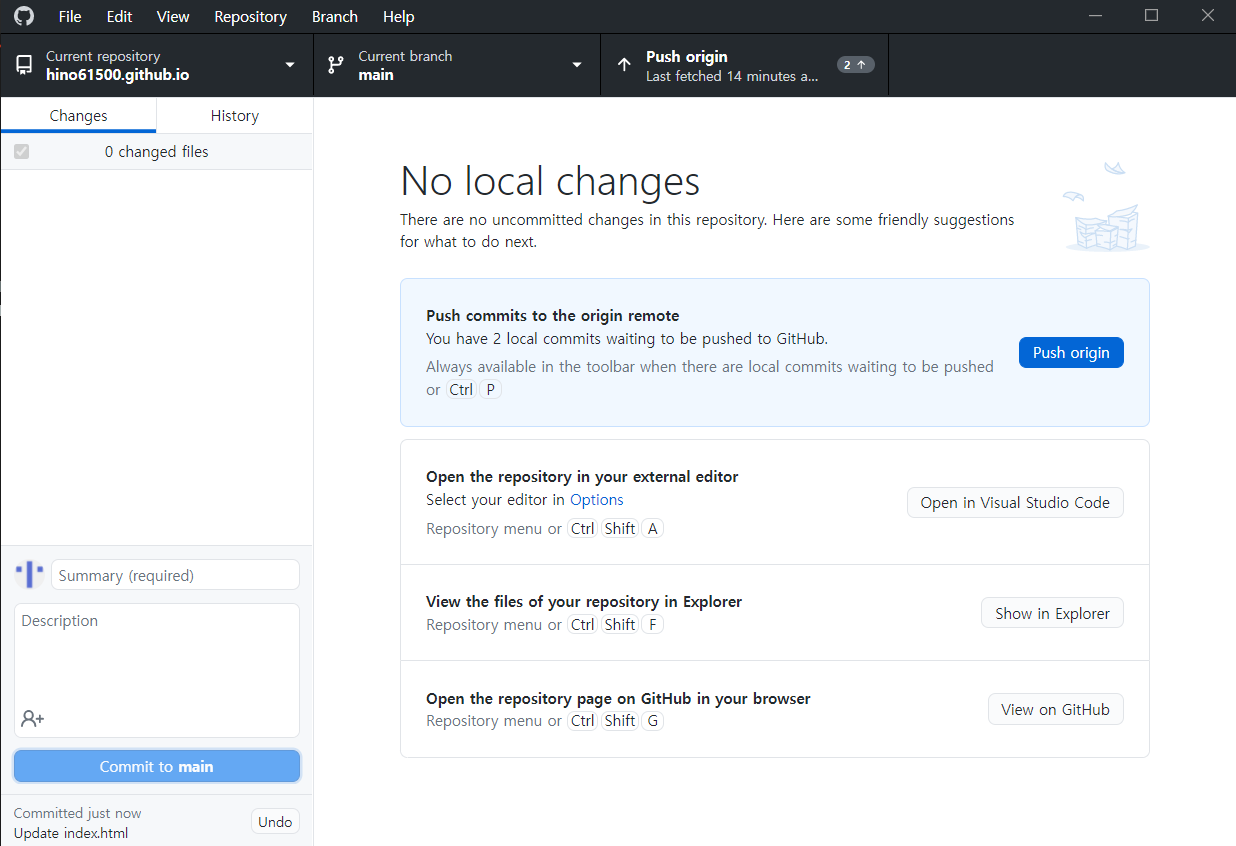 File Edit View Repository Branch Help
Current repository
hino61500.github.io
Current branch
main
Push origin
Last fetched 14 minutes a...
2
Changes History
0 changed files
No local changes
There are no uncommitted changes in this repository. Here are some friendly suggestions
for what to do next.
Push commits to the origin remote
You have 2 local commits waiting to be pushed to GitHub.
Always available in the toolbar when there are local commits waiting to be pushed
or Ctrl P
Push origin
Open the repository in your external editor
Select your editor in Options
Repository menu or Ctrl Shift A
Open in Visual Studio Code
View the files of your repository in Explorer
Repository menu or Ctrl Shift F
Show in Explorer
Open the repository page on GitHub in your browser
Repository menu or Ctrl Shift G
View on GitHub
Summary (required)
Description
Commit to main
Committed just now
Update index.html
Undo